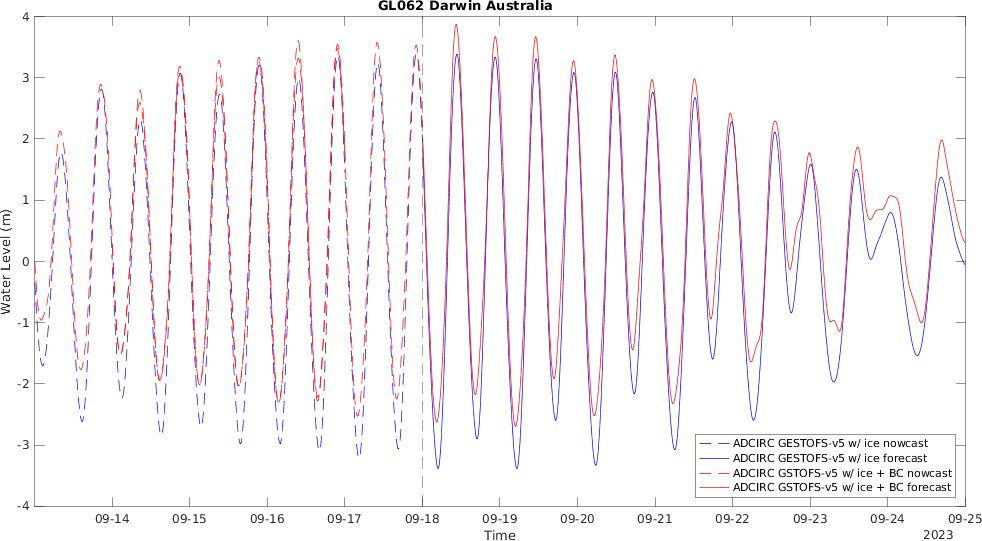 GL062 Darwin Australia
4
3
2
1
0
-1
-2
-3
-4
Water Level (m)
ADCIRC GESTOFS-v5 w/ ice nowcast
ADCIRC GESTOFS-v5 w/ ice forecast
ADCIRC GSTOFS-v5 w/ ice + BC nowcast
ADCIRC GSTOFS-v5 w/ ice + BC forecast
09-14 09-15 09-16 09-17 09-18 09-19 09-20 09-21 09-22 09-23 09-24 09-25
Time
2023